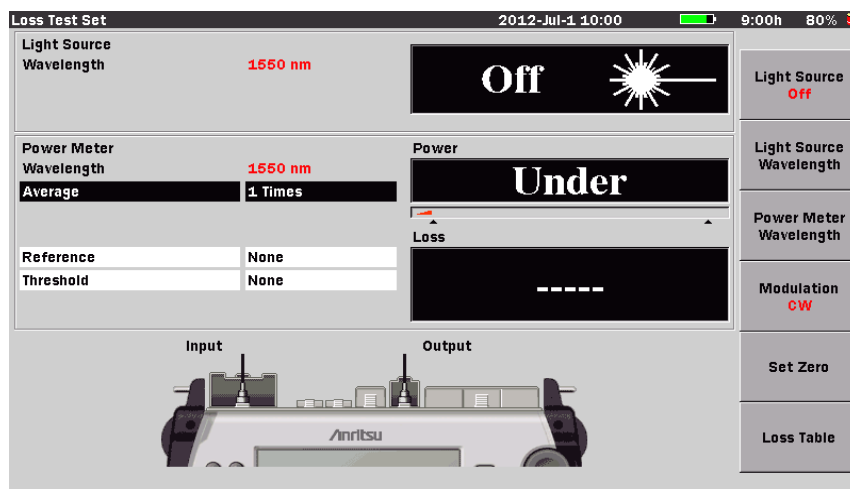 Loss Test Set 2012-Jul-1 10:00 9:00h 80%
Light Source
Wavelength 1550 nm
Off
Power Meter
Wavelength 1550 nm
Average 1 Times
Reference None
Threshold None
Power
Under
Loss
-----
Input Output
Anritsu
Light Source
Off
Light Source
Wavelength
Power Meter
Wavelength
Modulation
CW
Set Zero
Loss Table